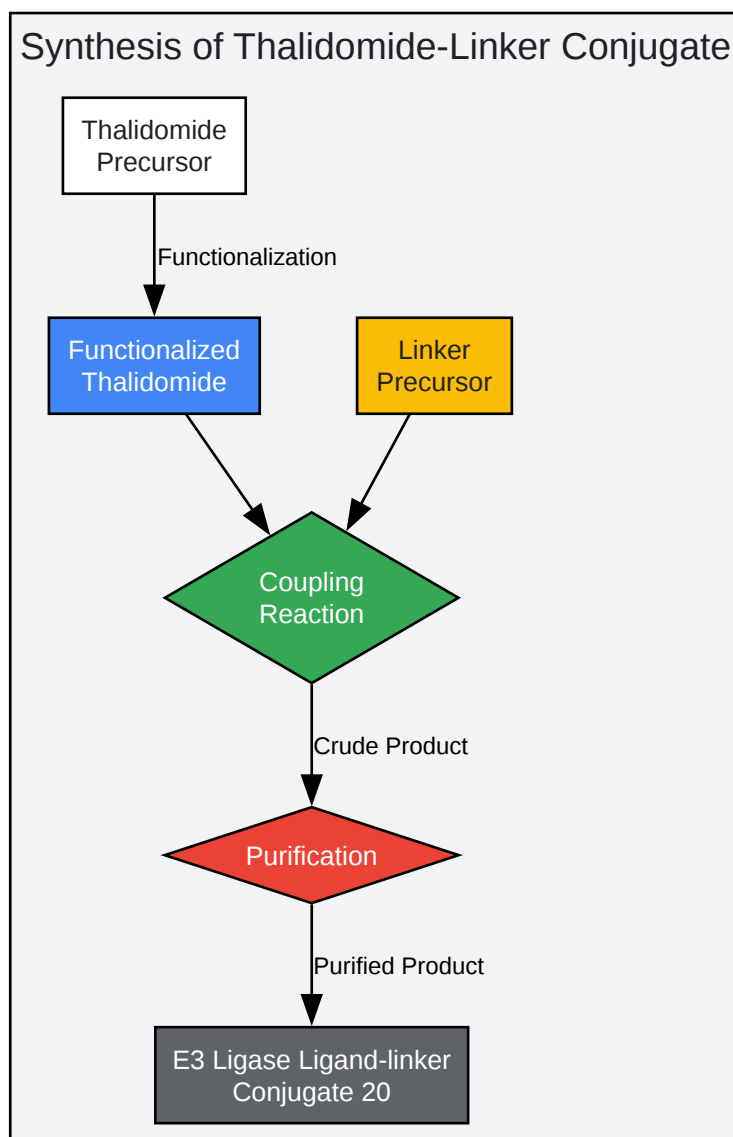 Synthesis of Thalidomide-Linker Conjugate
Thalidomide
Precursor
Functionalization
Functionalized
Thalidomide
Linker
Precursor
Coupling
Reaction
Crude Product
Purification
Purified Product
E3 Ligase Ligand-linker
Conjugate 20